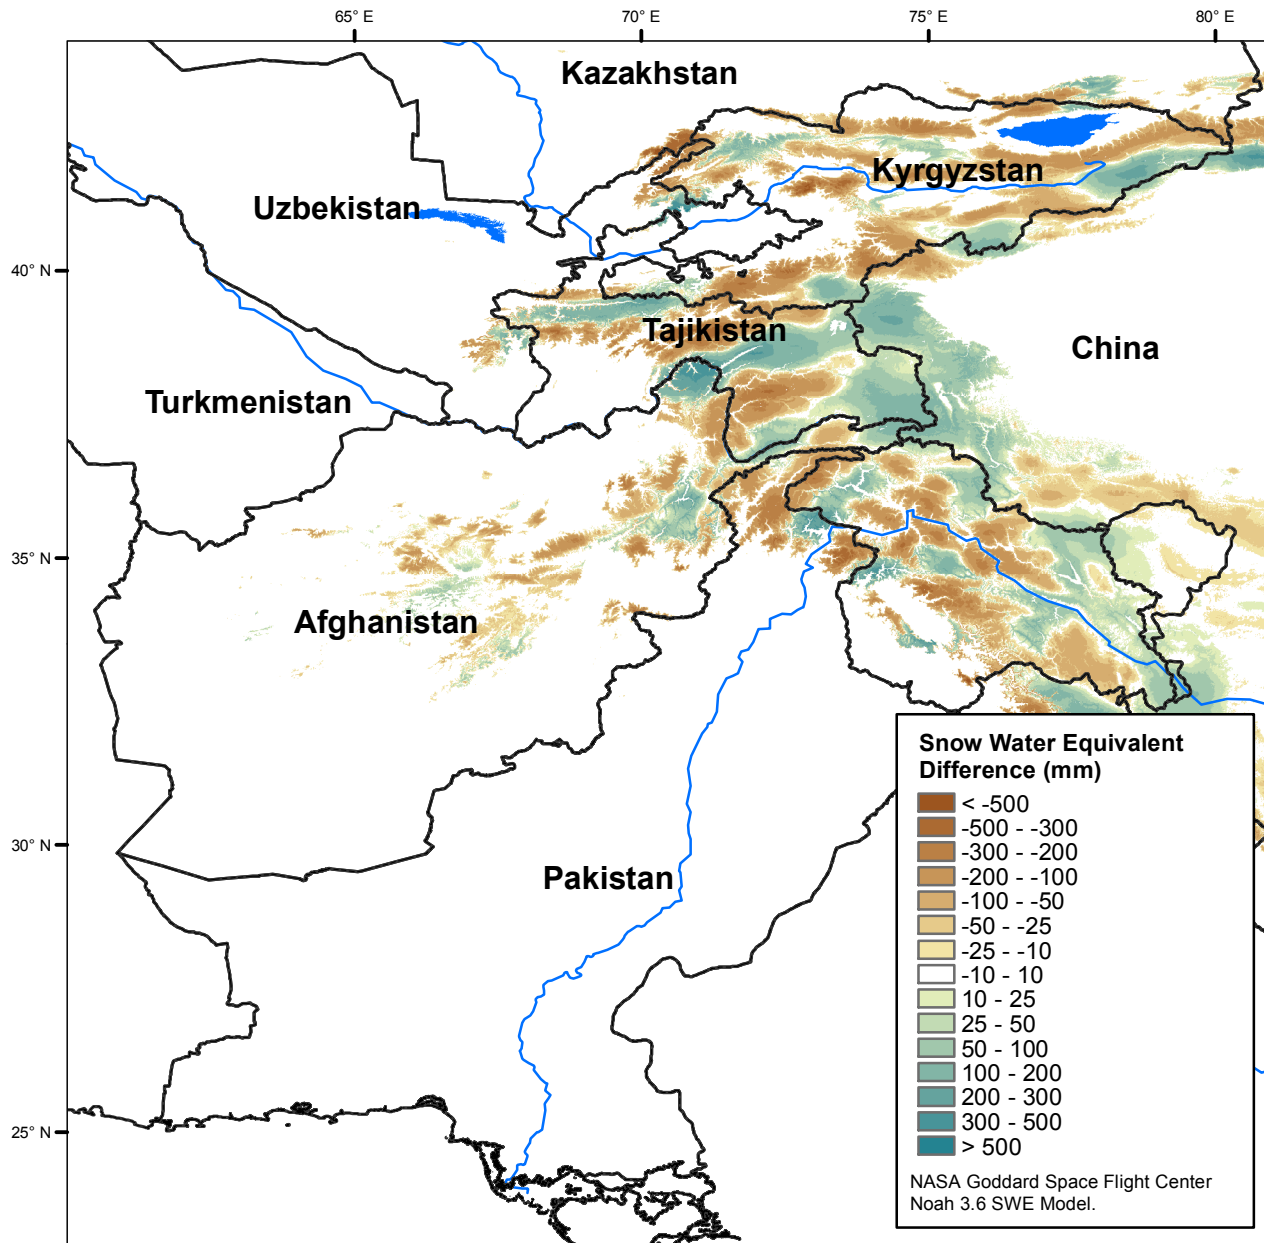 65° E
70° E
75° E
80° E
Kazakhstan
Kyrgyzstan
Uzbekistan
40° N
Tajikistan
China
Turkmenistan
35° N
Afghanistan
30° N
Pakistan
25° N
Snow Water Equivalent
Difference (mm)
< -500
-500 - -300
-300 - -200
-200 - -100
-100 - -50
-50 - -25
-25 - -10
-10 - 10
10 - 25
25 - 50
50 - 100
100 - 200
200 - 300
300 - 500
> 500
NASA Goddard Space Flight Center
Noah 3.6 SWE Model.